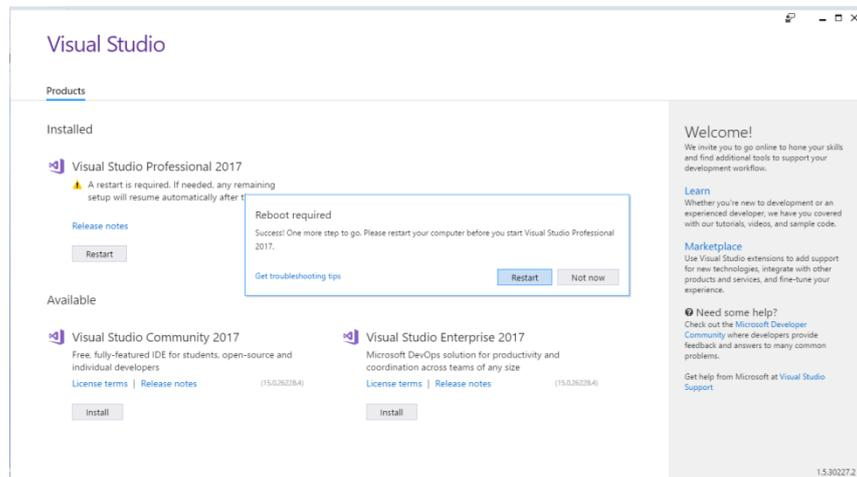 Visual Studio
Products
Installed
Visual Studio Professional 2017
A restart is required. If needed, any remaining
setup will resume automatically after t
Release notes
Restart
Reboot required
Success! One more step to go. Please restart your computer before you start Visual Studio Professional
2017.
Get troubleshooting tips
Restart
Not now
Available
Visual Studio Community 2017
Free, fully-featured IDE for students, open-source and
individual developers
License terms | Release notes
(15.0.26228.4)
Install
Visual Studio Enterprise 2017
Microsoft DevOps solution for productivity and
coordination across teams of any size
License terms | Release notes
(15.0.26228.4)
Install
Welcome!
We invite you to go online to hone your skills
and find additional tools to support your
development workflow.
Learn
Whether you're new to development or an
experienced developer, we have you covered
with our tutorials, videos, and sample code.
Marketplace
Use Visual Studio extensions to add support
for new technologies, integrate with other
products and services, and fine-tune your
experience.
Need some help?
Check out the Microsoft Developer
Community where developers provide
feedback and answers to many common
problems.
Get help from Microsoft at Visual Studio
Support
1.5.30227.2